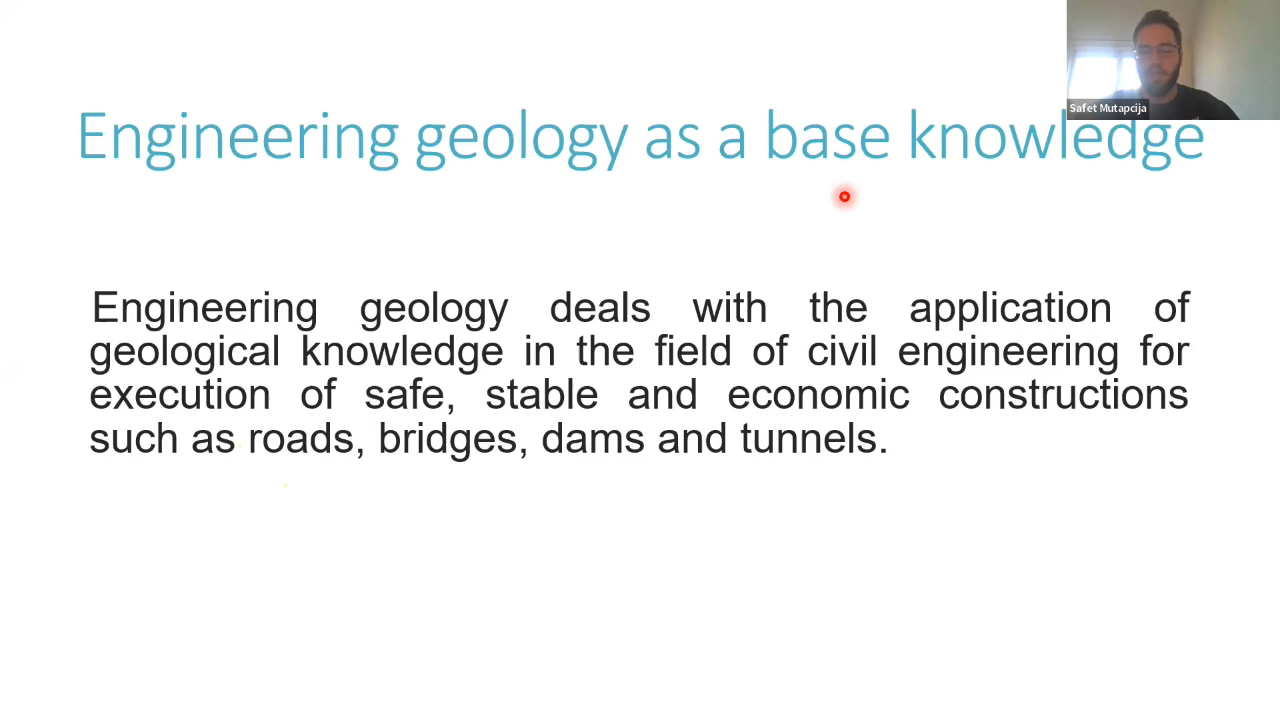 Safet Mutapcija
Engineering geology as a base knowledge
Engineering geology deals with the application of
geological knowledge in the field of civil engineering for
execution of safe, stable and economic constructions
such as roads, bridges, dams and tunnels.